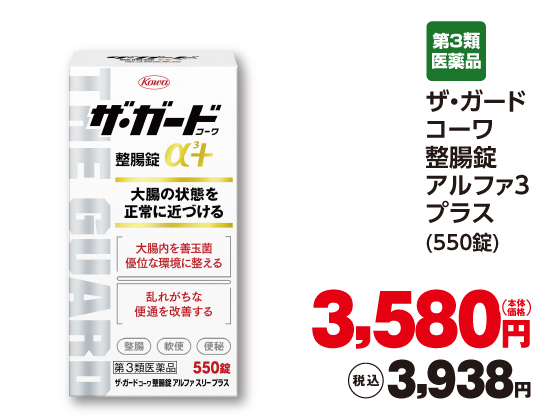 Kowa
ザ・ガード
コーワ
整腸錠 α³+
大腸の状態を
正常に近づける
大腸内を善玉菌
優位な環境に整える
乱れがちな
便通を改善する
整腸 軟便 便秘
第3類医薬品 550錠
ザ・ガードコーワ整腸錠 アルファ スリー プラス
THE GUARD
第3類
医薬品
ザ・ガード
コーワ
整腸錠
アルファ3
プラス
(550錠)
3,580円(本体価格)
税込 3,938円